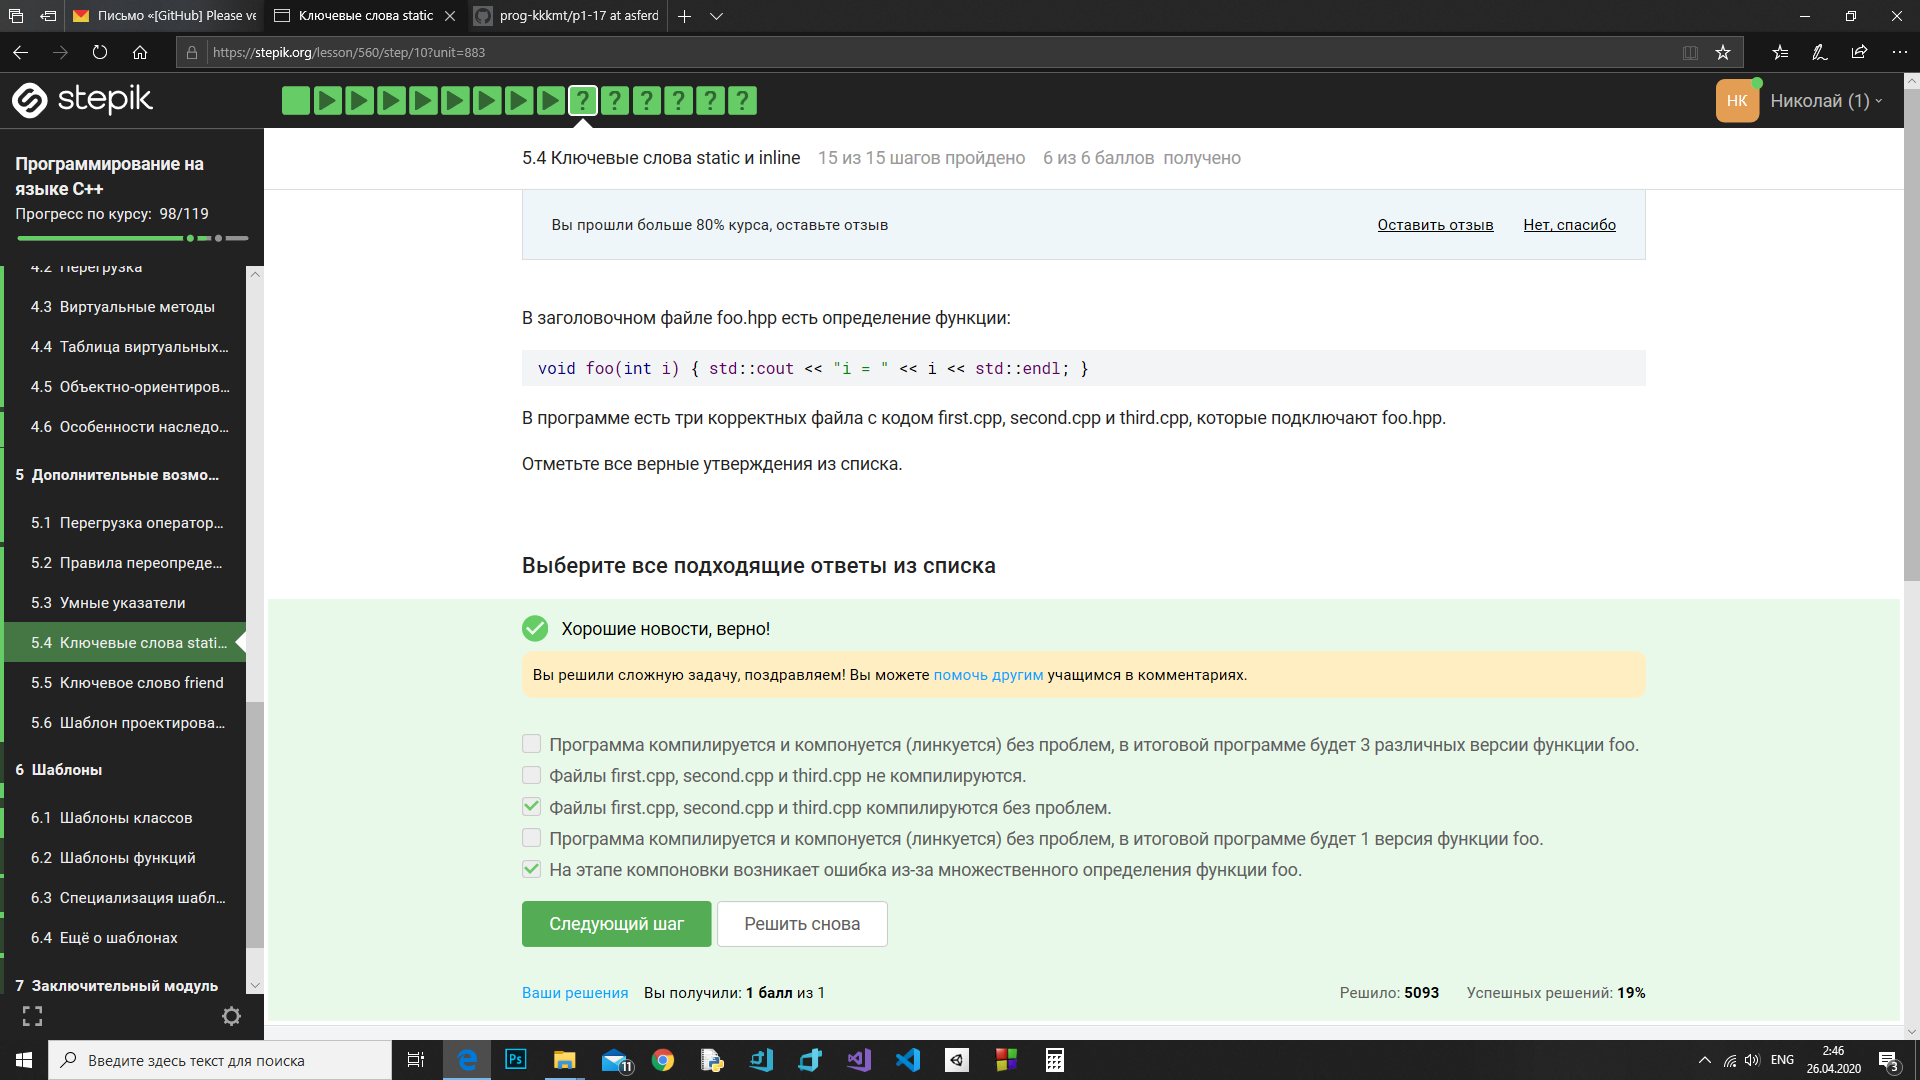 Письмо «[GitHub] Please ve
Ключевые слова static
prog-kkkmt/p1-17 at asferd
https://stepik.org/lesson/560/step/10?unit=883
stepik
? ? ? ? ? ?
НК
Николай (1)
Программирование на
языке C++
Прогресс по курсу: 98/119
4.2 Перегрузка
4.3 Виртуальные методы
4.4 Таблица виртуальных...
4.5 Объектно-ориентиров...
4.6 Особенности наследо...
5 Дополнительные возмо...
5.1 Перегрузка оператор...
5.2 Правила переопреде...
5.3 Умные указатели
5.4 Ключевые слова stati...
5.5 Ключевое слово friend
5.6 Шаблон проектирова...
6 Шаблоны
6.1 Шаблоны классов
6.2 Шаблоны функций
6.3 Специализация шабл...
6.4 Ещё о шаблонах
7 Заключительный модуль
5.4 Ключевые слова static и inline 15 из 15 шагов пройдено 6 из 6 баллов получено
Вы прошли больше 80% курса, оставьте отзыв
Оставить отзыв
Нет, спасибо
В заголовочном файле foo.hpp есть определение функции:
void foo(int i) { std::cout << "i = " << i << std::endl; }
В программе есть три корректных файла с кодом first.cpp, second.cpp и third.cpp, которые подключают foo.hpp.
Отметьте все верные утверждения из списка.
Выберите все подходящие ответы из списка
Хорошие новости, верно!
Вы решили сложную задачу, поздравляем! Вы можете помочь другим учащимся в комментариях.
Программа компилируется и компонуется (линкуется) без проблем, в итоговой программе будет 3 различных версии функции foo.
Файлы first.cpp, second.cpp и third.cpp не компилируются.
Файлы first.cpp, second.cpp и third.cpp компилируются без проблем.
Программа компилируется и компонуется (линкуется) без проблем, в итоговой программе будет 1 версия функции foo.
На этапе компоновки возникает ошибка из-за множественного определения функции foo.
Следующий шаг
Решить снова
Ваши решения Вы получили: 1 балл из 1
Решило: 5093 Успешных решений: 19%
Введите здесь текст для поиска
Ps
11
ENG
2:46
26.04.2020
3